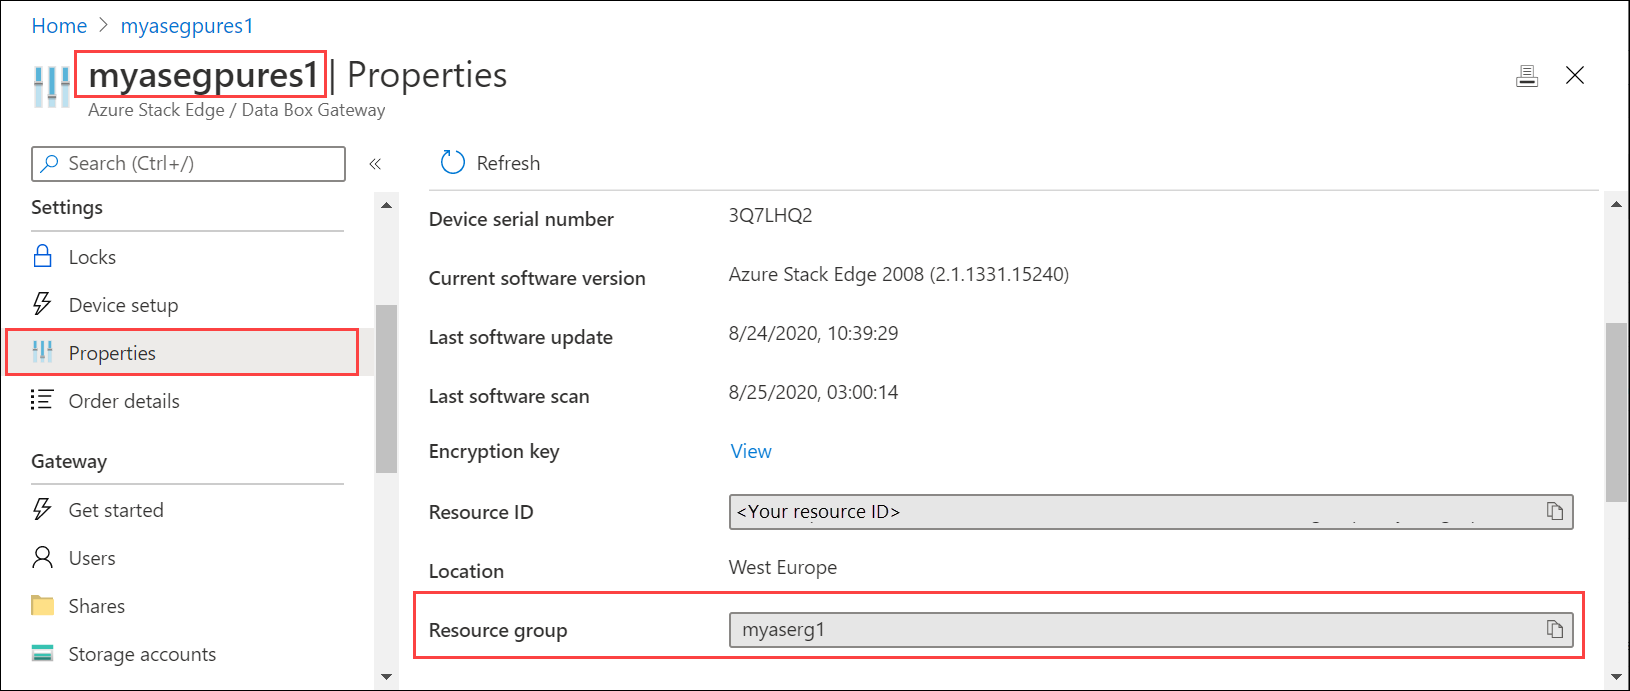 Home > myasegpures1
myasegpures1 | Properties
Azure Stack Edge / Data Box Gateway
Search (Ctrl+/)
«
Refresh
Settings
Locks
Device setup
Properties
Order details
Gateway
Get started
Users
Shares
Storage accounts
Device serial number 3Q7LHQ2
Current software version Azure Stack Edge 2008 (2.1.1331.15240)
Last software update 8/24/2020, 10:39:29
Last software scan 8/25/2020, 03:00:14
Encryption key View
Resource ID <Your resource ID>
Location West Europe
Resource group myaserg1